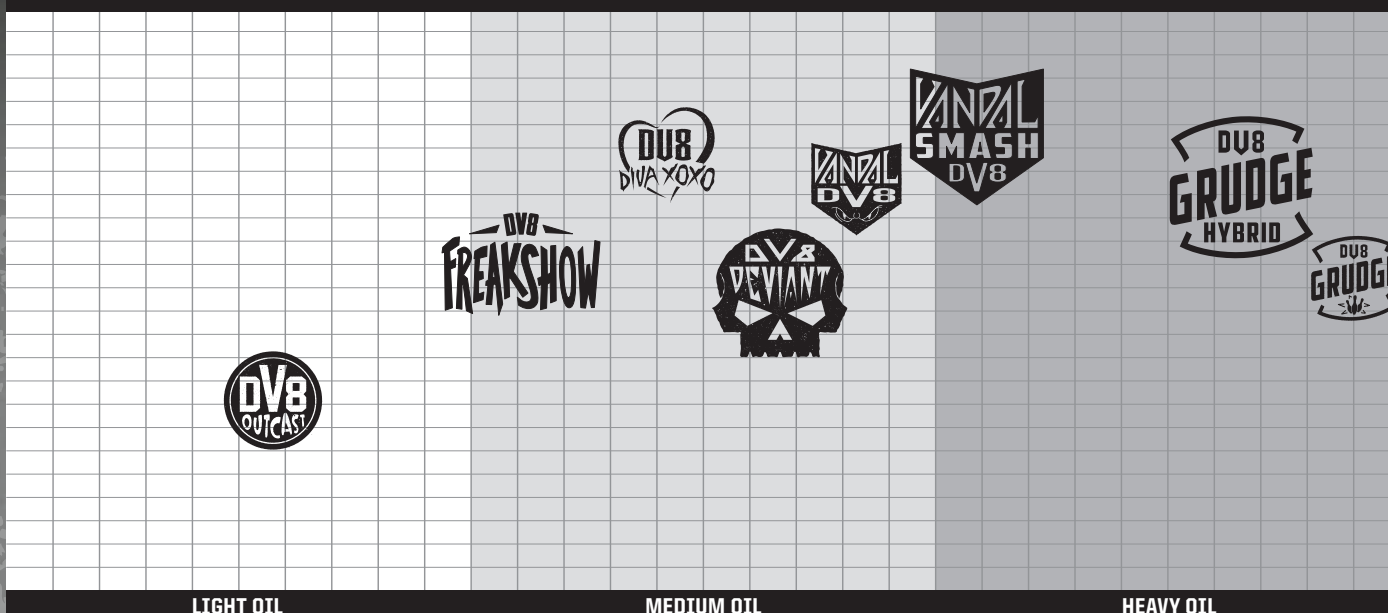 VANDAL
SMASH
DV8
DV8
DIVA XOXO
DV8
GRUDGE
HYBRID
VANDAL
DV8
DV8
FREAKSHOW
DV8
DEVIANT
DV8
GRUDGE
DV8
OUTCAST
LIGHT OIL
MEDIUM OIL
HEAVY OIL